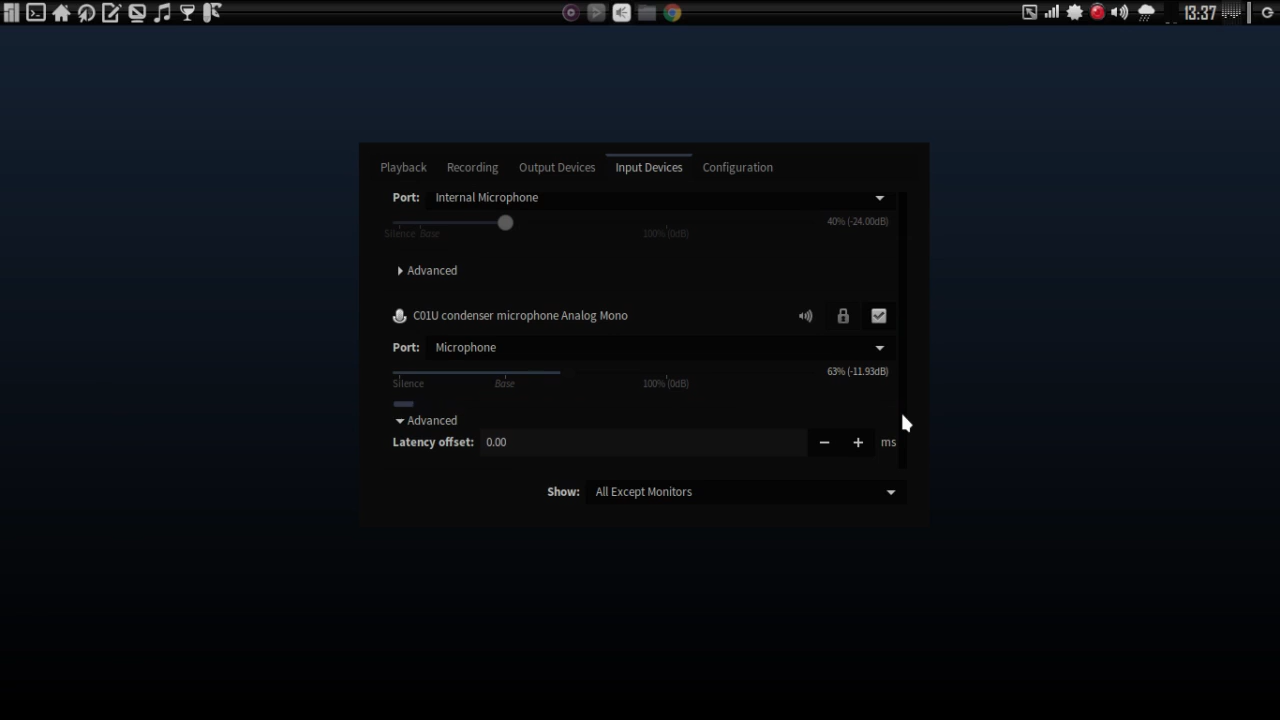 13:37
Playback Recording Output Devices Input Devices Configuration
Port: Internal Microphone
40% (-24.00dB)
Silence Base 100% (0dB)
Advanced
C01U condenser microphone Analog Mono
Port: Microphone
63% (-11.93dB)
Silence Base 100% (0dB)
Advanced
Latency offset: 0.00 ms
Show: All Except Monitors